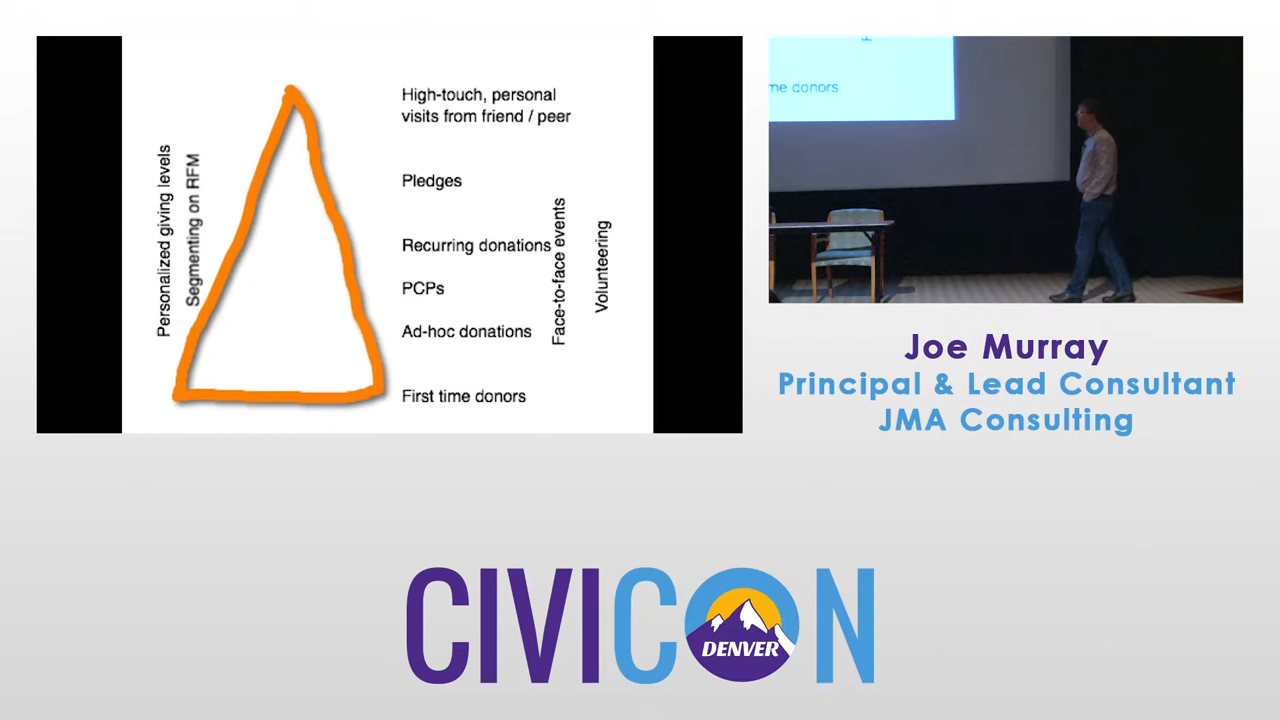 High-touch, personal
visits from friend / peer
Pledges
Recurring donations
PCPs
Ad-hoc donations
First time donors
Personalized giving levels
Segmenting on RFM
Face-to-face events
Volunteering
me donors
Joe Murray
Principal & Lead Consultant
JMA Consulting
CIVICON
DENVER